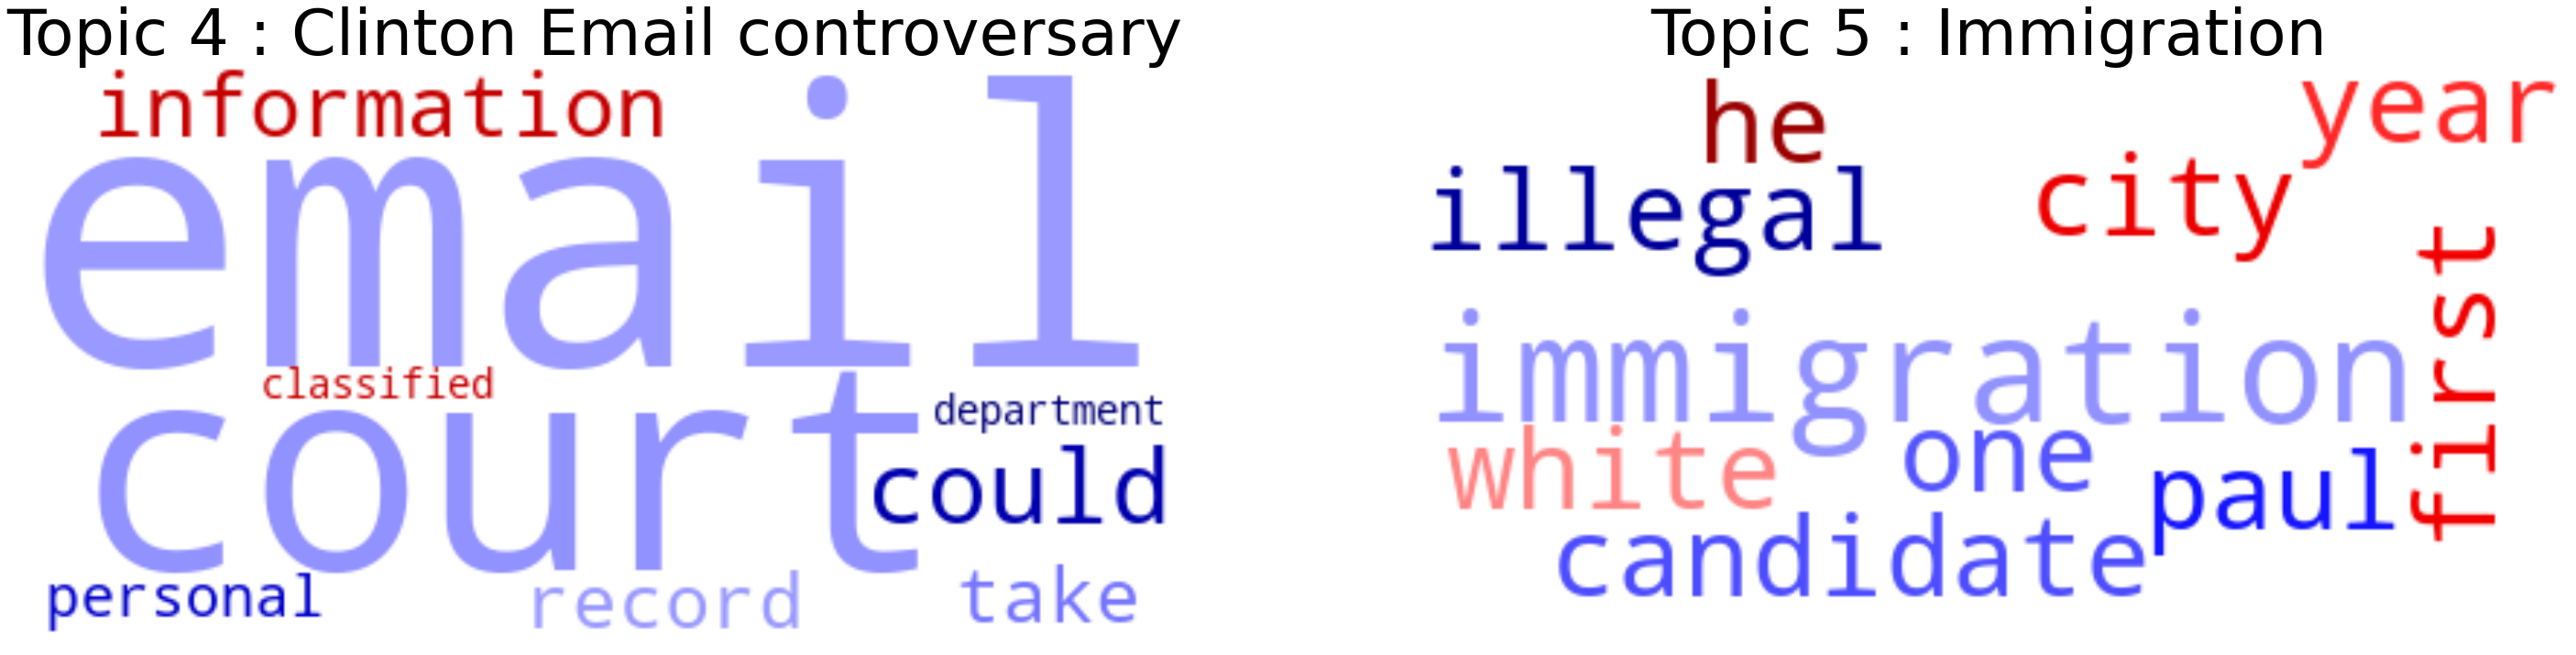 Topic 4 : Clinton Email controversary
information
email
classified
court
department
could
personal
record
take
Topic 5 : Immigration
he
year
illegal
city
first
immigration
white
one
paul
candidate